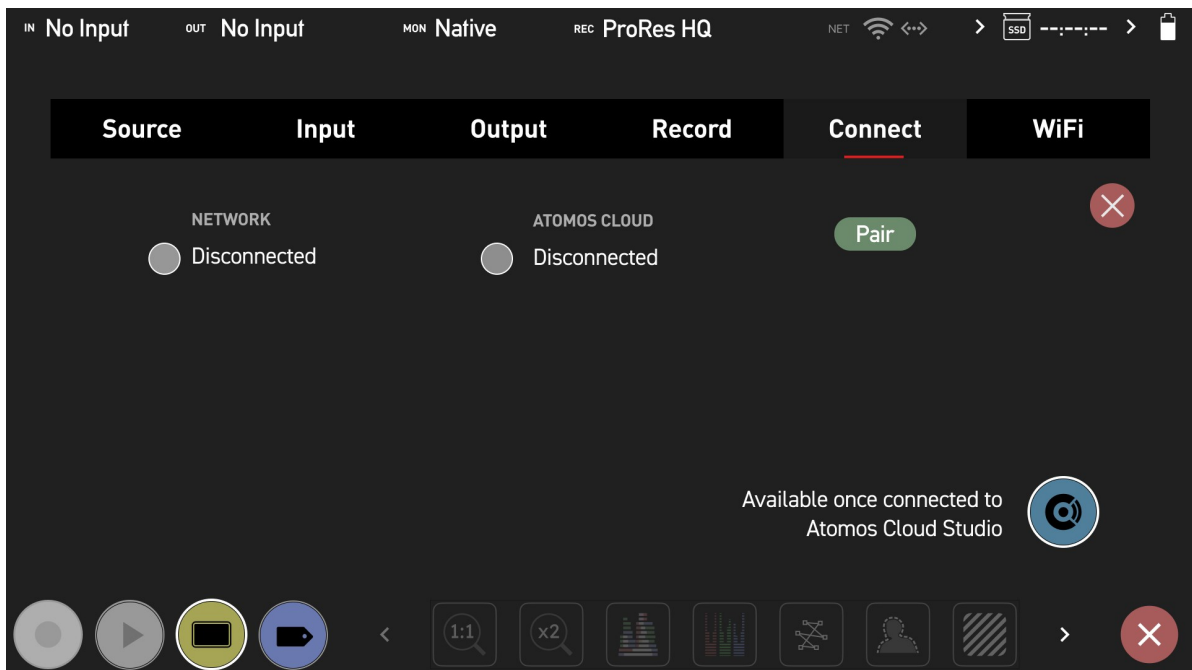 IN No Input OUT No Input MON Native REC ProRes HQ NET SSD --:--:--
Source Input Output Record Connect WiFi
NETWORK ATOMOS CLOUD
Disconnected Disconnected Pair
Available once connected to
Atomos Cloud Studio
1:1 x2